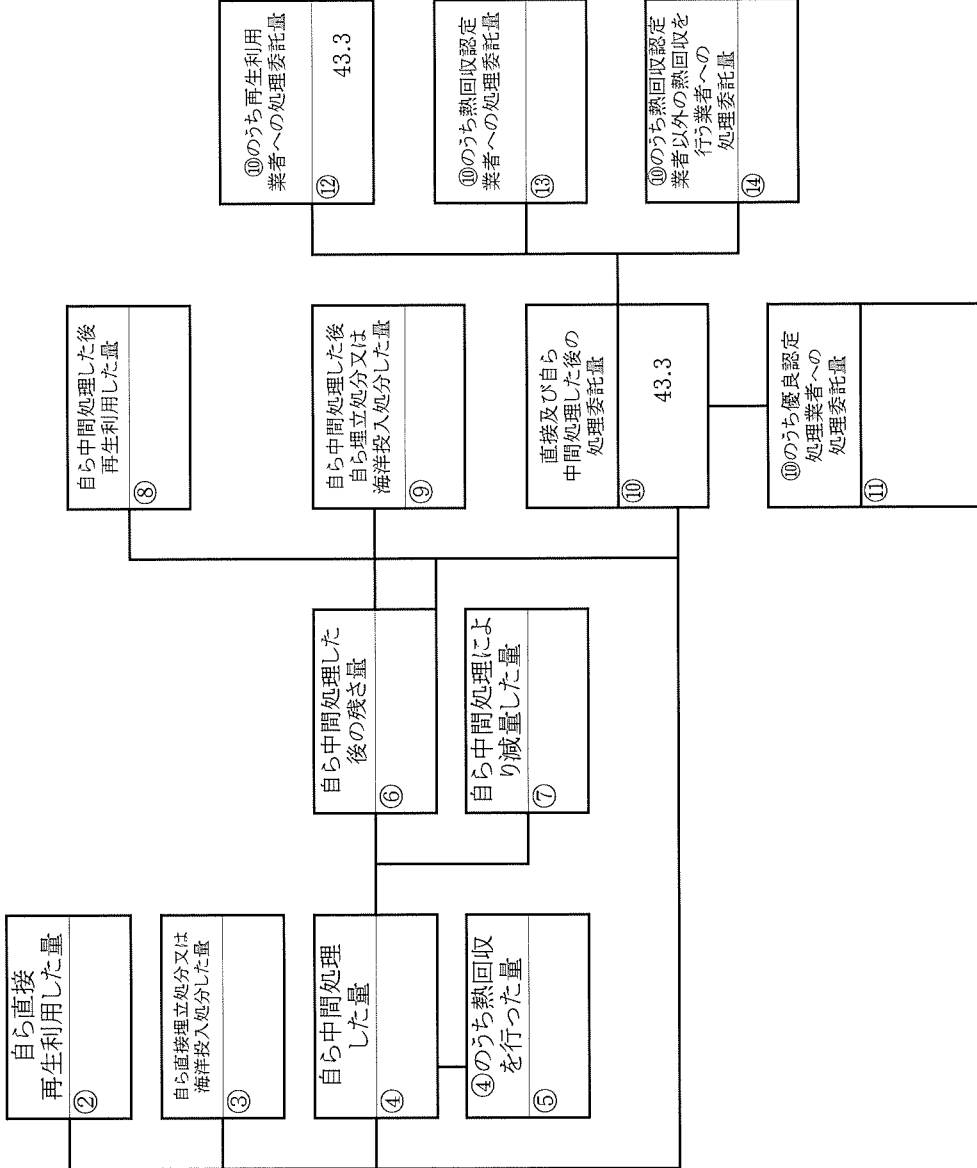 自ら直接
再生利用した量
②
自ら直接埋立処分又は
海洋投入処分した量
③
自ら中間処理
した量
④
④のうち熱回収
を行った量
⑤
自ら中間処理した
後の残さ量
⑥
自ら中間処理によ
り減量した量
⑦
自ら中間処理した後
再生利用した量
⑧
自ら中間処理した後
自ら埋立処分又は
海洋投入処分した量
⑨
直接及び自ら
中間処理した後の
処理委託量
⑩
43.3
⑩のうち優良認定
処理業者への
処理委託量
⑪
⑩のうち再生利用
業者への処理委託量
⑫
43.3
⑩のうち熱回収認定
業者への処理委託量
⑬
⑩のうち熱回収認定
業者以外の熱回収を
行う業者への
処理委託量
⑭